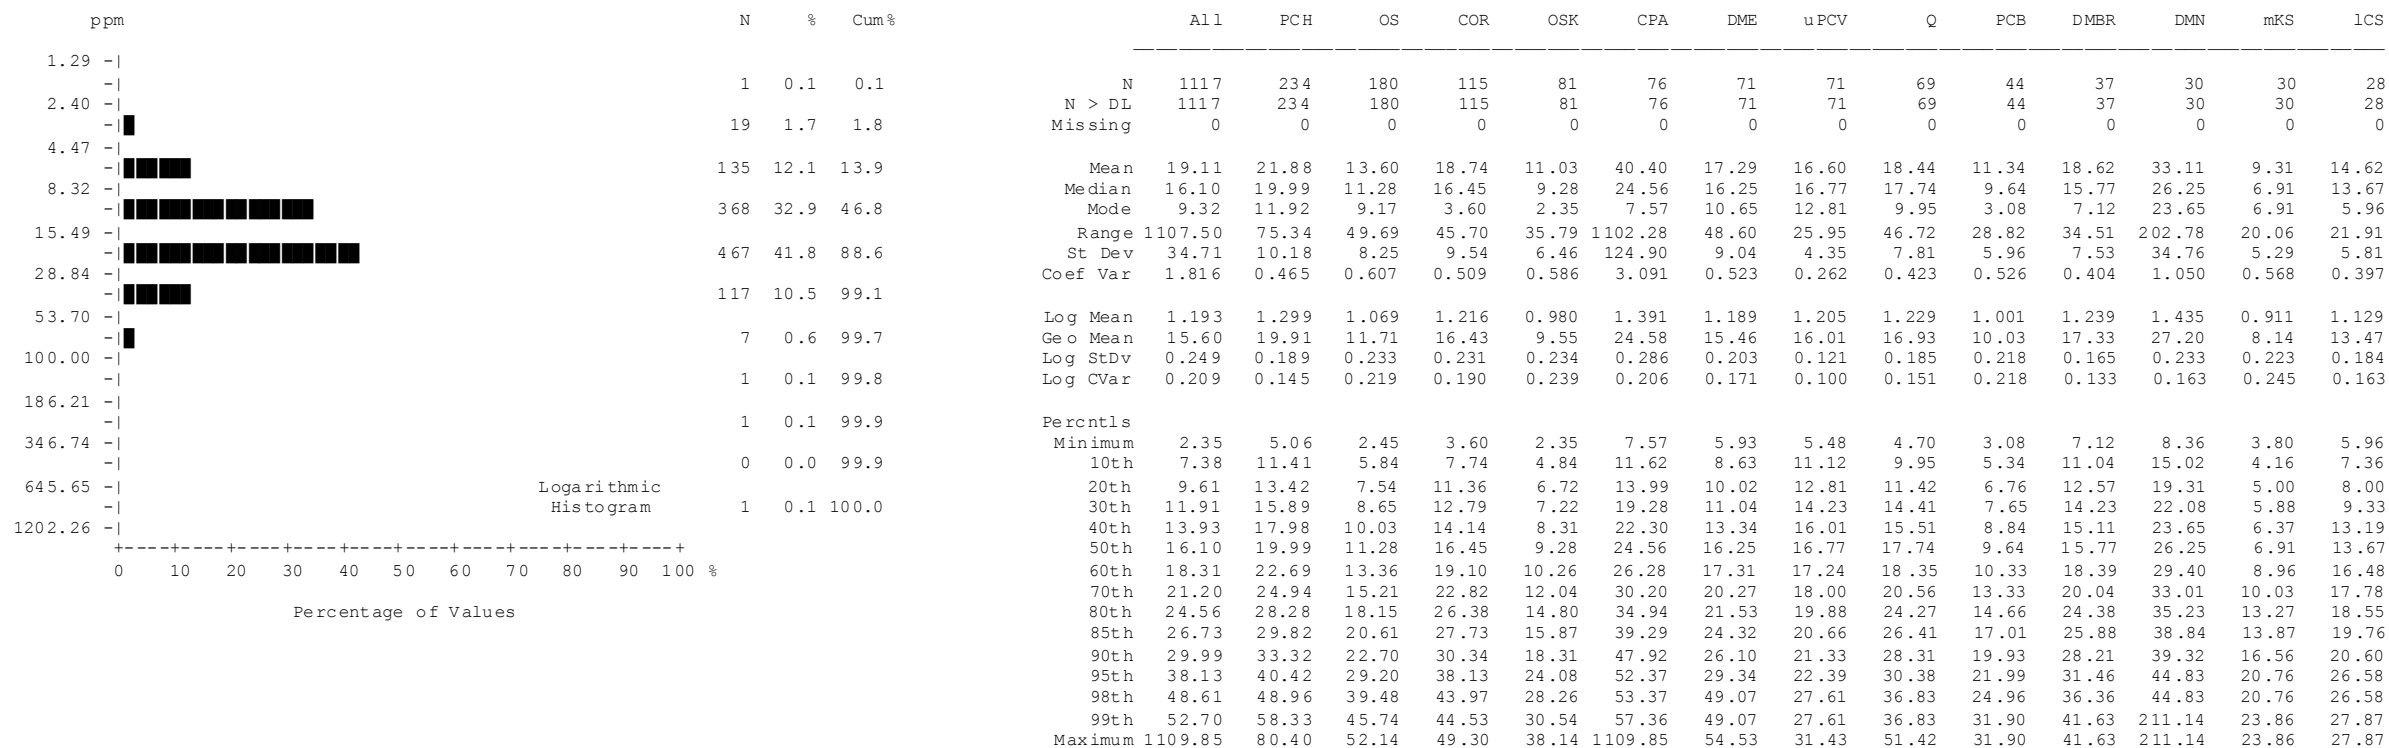 ppm N % Cum% All PCH OS COR OSK CPA DME uPCV Q PCB DMBR DMN mKS lCS
1.29 -|
-| 1 0.1 0.1 N 1117 234 180 115 81 76 71 71 69 44 37 30 30 28
2.40 -| N > DL 1117 234 180 115 81 76 71 71 69 44 37 30 30 28
-| 19 1.7 1.8 Missing 0 0 0 0 0 0 0 0 0 0 0 0 0 0
4.47 -|
-| 135 12.1 13.9 Mean 19.11 21.88 13.60 18.74 11.03 40.40 17.29 16.60 18.44 11.34 18.62 33.11 9.31 14.62
8.32 -| Median 16.10 19.99 11.28 16.45 9.28 24.56 16.25 16.77 17.74 9.64 15.77 26.25 6.91 13.67
-| 368 32.9 46.8 Mode 9.32 11.92 9.17 3.60 2.35 7.57 10.65 12.81 9.95 3.08 7.12 23.65 6.91 5.96
15.49 -| Range 1107.50 75.34 49.69 45.70 35.79 1102.28 48.60 25.95 46.72 28.82 34.51 202.78 20.06 21.91
-| 467 41.8 88.6 St Dev 34.71 10.18 8.25 9.54 6.46 124.90 9.04 4.35 7.81 5.96 7.53 34.76 5.29 5.81
28.84 -| Coef Var 1.816 0.465 0.607 0.509 0.586 3.091 0.523 0.262 0.423 0.526 0.404 1.050 0.568 0.397
-| 117 10.5 99.1
53.70 -| Log Mean 1.193 1.299 1.069 1.216 0.980 1.391 1.189 1.205 1.229 1.001 1.239 1.435 0.911 1.129
-| 7 0.6 99.7 Geo Mean 15.60 19.91 11.71 16.43 9.55 24.58 15.46 16.01 16.93 10.03 17.33 27.20 8.14 13.47
100.00 -| Log StDv 0.249 0.189 0.233 0.231 0.234 0.286 0.203 0.121 0.185 0.218 0.165 0.233 0.223 0.184
-| 1 0.1 99.8 Log CVar 0.209 0.145 0.219 0.190 0.239 0.206 0.171 0.100 0.151 0.218 0.133 0.163 0.245 0.163
186.21 -|
-| 1 0.1 99.9 Percntls
346.74 -| Minimum 2.35 5.06 2.45 3.60 2.35 7.57 5.93 5.48 4.70 3.08 7.12 8.36 3.80 5.96
-| 0 0.0 99.9 10th 7.38 11.41 5.84 7.74 4.84 11.62 8.63 11.12 9.95 5.34 11.04 15.02 4.16 7.36
645.65 -| Logarithmic 20th 9.61 13.42 7.54 11.36 6.72 13.99 10.02 12.81 11.42 6.76 12.57 19.31 5.00 8.00
-| Histogram 1 0.1 100.0 30th 11.91 15.89 8.65 12.79 7.22 19.28 11.04 14.23 14.41 7.65 14.23 22.08 5.88 9.33
1202.26 -| 40th 13.93 17.98 10.03 14.14 8.31 22.30 13.34 16.01 15.51 8.84 15.11 23.65 6.37 13.19
+----+----+----+----+----+----+----+----+----+----+ 50th 16.10 19.99 11.28 16.45 9.28 24.56 16.25 16.77 17.74 9.64 15.77 26.25 6.91 13.67
0 10 20 30 40 50 60 70 80 90 100 % 60th 18.31 22.69 13.36 19.10 10.26 26.28 17.31 17.24 18.35 10.33 18.39 29.40 8.96 16.48
70th 21.20 24.94 15.21 22.82 12.04 30.20 20.27 18.00 20.56 13.33 20.04 33.01 10.03 17.78
Percentage of Values 80th 24.56 28.28 18.15 26.38 14.80 34.94 21.53 19.88 24.27 14.66 24.38 35.23 13.27 18.55
85th 26.73 29.82 20.61 27.73 15.87 39.29 24.32 20.66 26.41 17.01 25.88 38.84 13.87 19.76
90th 29.99 33.32 22.70 30.34 18.31 47.92 26.10 21.33 28.31 19.93 28.21 39.32 16.56 20.60
95th 38.13 40.42 29.20 38.13 24.08 52.37 29.34 22.39 30.38 21.99 31.46 44.83 20.76 26.58
98th 48.61 48.96 39.48 43.97 28.26 53.37 49.07 27.61 36.83 24.96 36.36 44.83 20.76 26.58
99th 52.70 58.33 45.74 44.53 30.54 57.36 49.07 27.61 36.83 31.90 41.63 211.14 23.86 27.87
Maximum 1109.85 80.40 52.14 49.30 38.14 1109.85 54.53 31.43 51.42 31.90 41.63 211.14 23.86 27.87